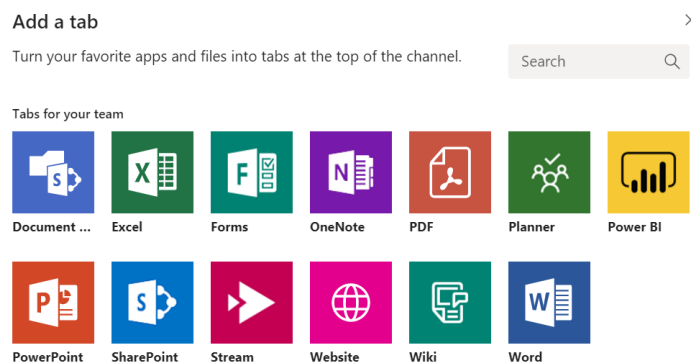 Add a tab
Turn your favorite apps and files into tabs at the top of the channel.
Search
Tabs for your team
Document ...
Excel
Forms
OneNote
PDF
Planner
Power BI
PowerPoint
SharePoint
Stream
Website
Wiki
Word